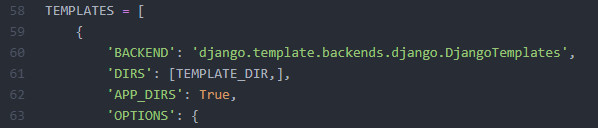 58 TEMPLATES = [
59     {
60         'BACKEND': 'django.template.backends.django.DjangoTemplates',
61         'DIRS': [TEMPLATE_DIR,],
62         'APP_DIRS': True,
63         'OPTIONS': {